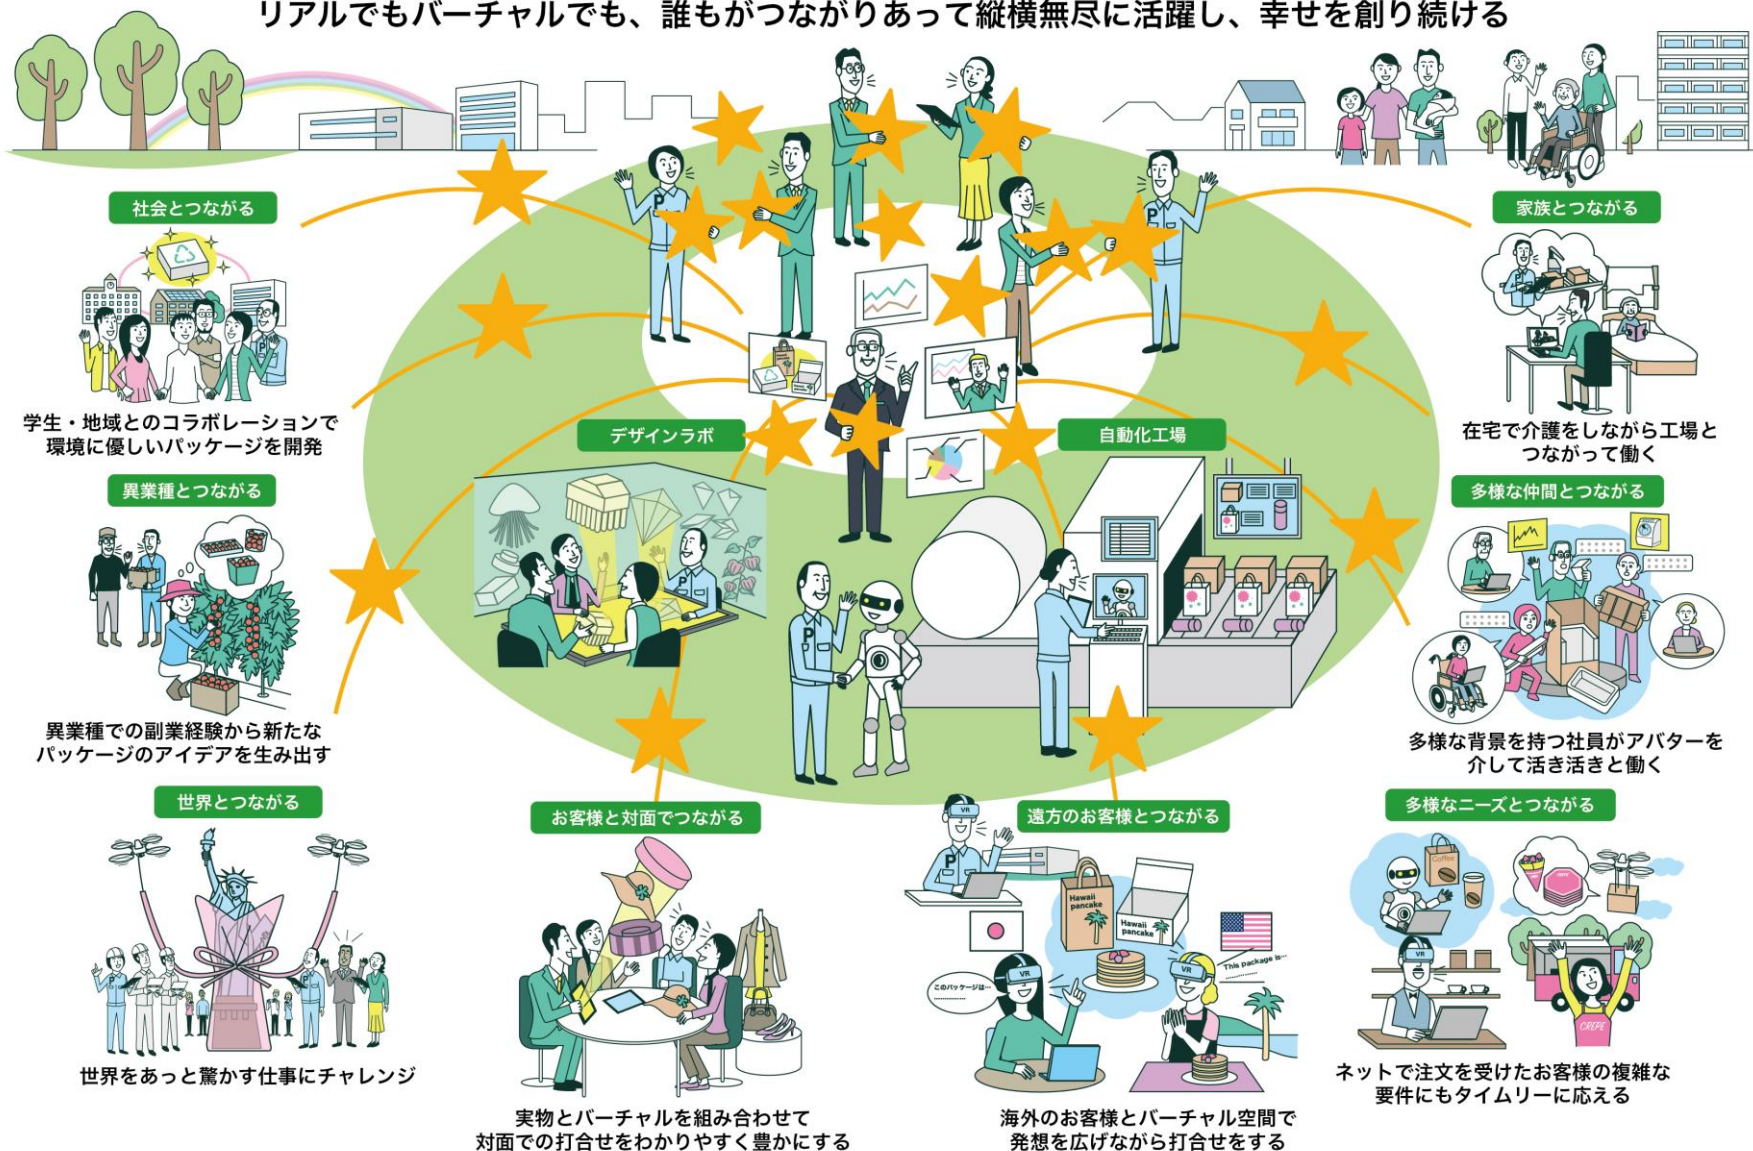 リアルでもバーチャルでも、誰もがつながりあって縦横無尽に活躍し、幸せを創り続ける
社会とつながる
学生・地域とのコラボレーションで
環境に優しいパッケージを開発
異業種とつながる
異業種での副業経験から新たな
パッケージのアイデアを生み出す
世界とつながる
世界をあっと驚かす仕事にチャレンジ
デザインラボ
自動化工場
P
P
P
P
P
P
P
お客様と対面でつながる
実物とバーチャルを組み合わせて
対面での打合せをわかりやすく豊かにする
遠方のお客様とつながる
VR
P
Hawaii
pancake
Hawaii
pancake
VR
VR
このパッケージは…
This package is…
海外のお客様とバーチャル空間で
発想を広げながら打合せをする
家族とつながる
在宅で介護をしながら工場と
つながって働く
多様な仲間とつながる
多様な背景を持つ社員がアバターを
介して活き活きと働く
多様なニーズとつながる
Coffee
VR
CREPE
ネットで注文を受けたお客様の複雑な
要件にもタイムリーに応える